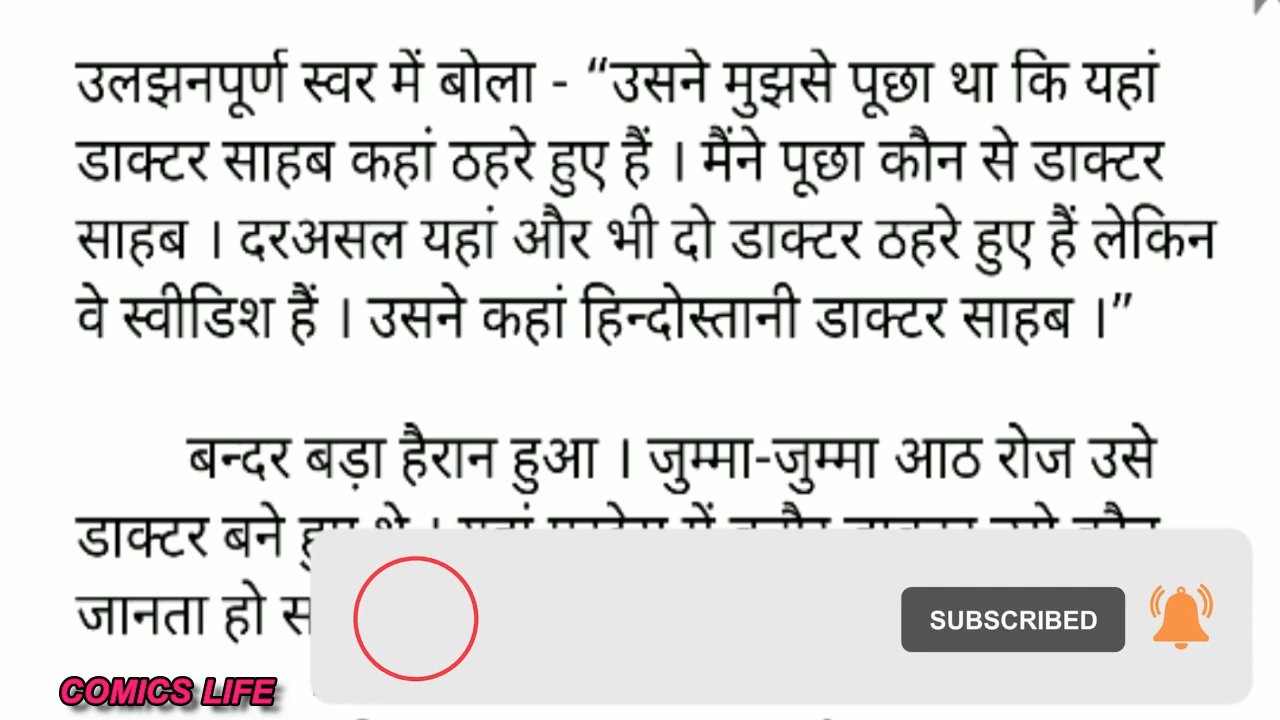 उलझनपूर्ण स्वर में बोला - “उसने मुझसे पूछा था कि यहां
डाक्टर साहब कहां ठहरे हुए हैं । मैंने पूछा कौन से डाक्टर
साहब । दरअसल यहां और भी दो डाक्टर ठहरे हुए हैं लेकिन
वे स्वीडिश हैं । उसने कहां हिन्दोस्तानी डाक्टर साहब ।”
बन्दर बड़ा हैरान हुआ । जुम्मा-जुम्मा आठ रोज उसे
डाक्टर बने
जानता हो
SUBSCRIBED
COMICS LIFE